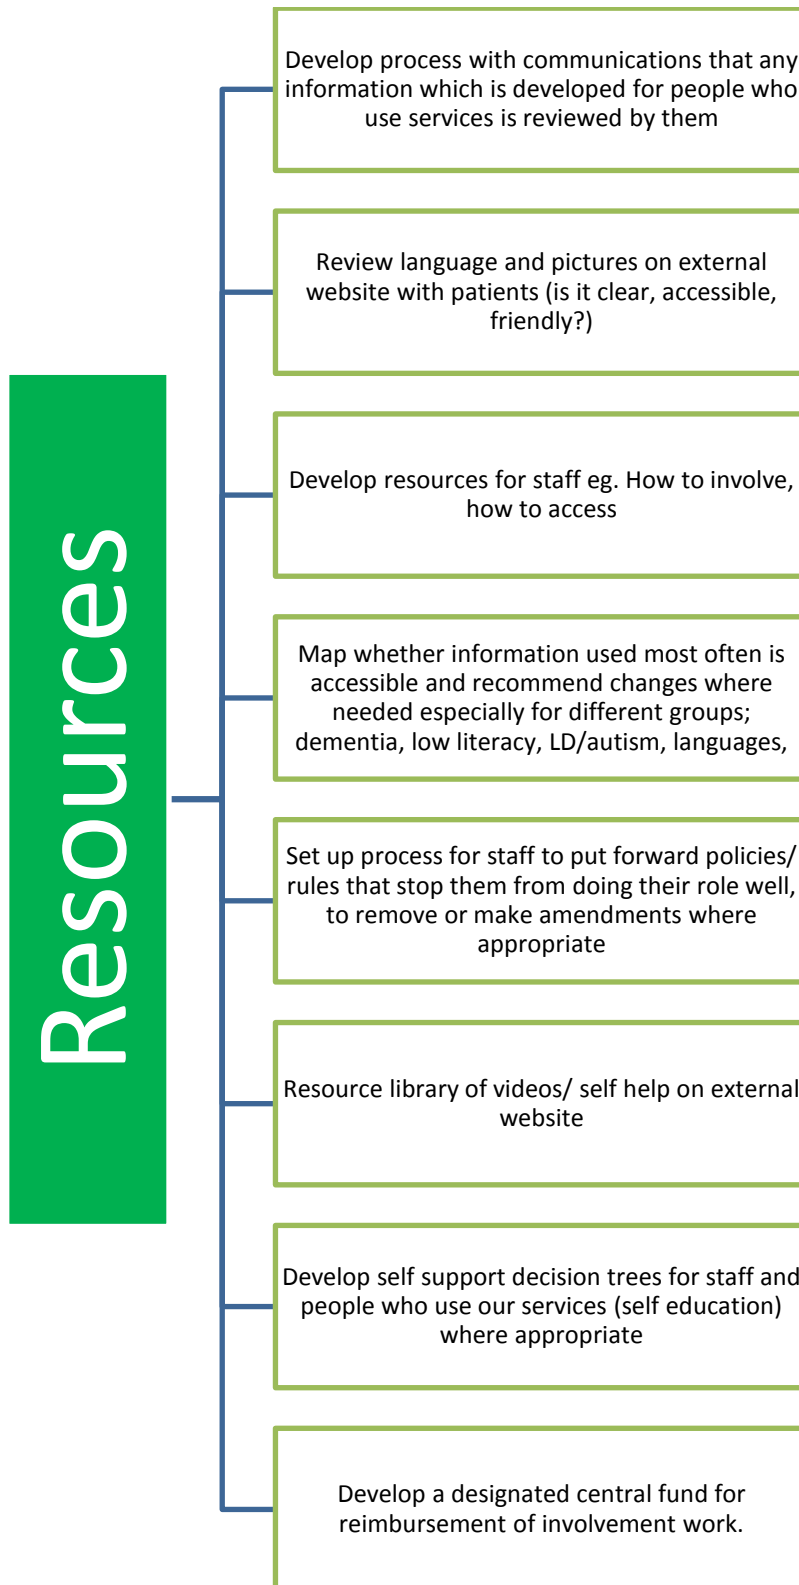 Resources
Develop process with communications that any
information which is developed for people who
use services is reviewed by them
Review language and pictures on external
website with patients (is it clear, accessible,
friendly?)
Develop resources for staff eg. How to involve,
how to access
Map whether information used most often is
accessible and recommend changes where
needed especially for different groups;
dementia, low literacy, LD/autism, languages,
Set up process for staff to put forward policies/
rules that stop them from doing their role well,
to remove or make amendments where
appropriate
Resource library of videos/ self help on external
website
Develop self support decision trees for staff and
people who use our services (self education)
where appropriate
Develop a designated central fund for
reimbursement of involvement work.